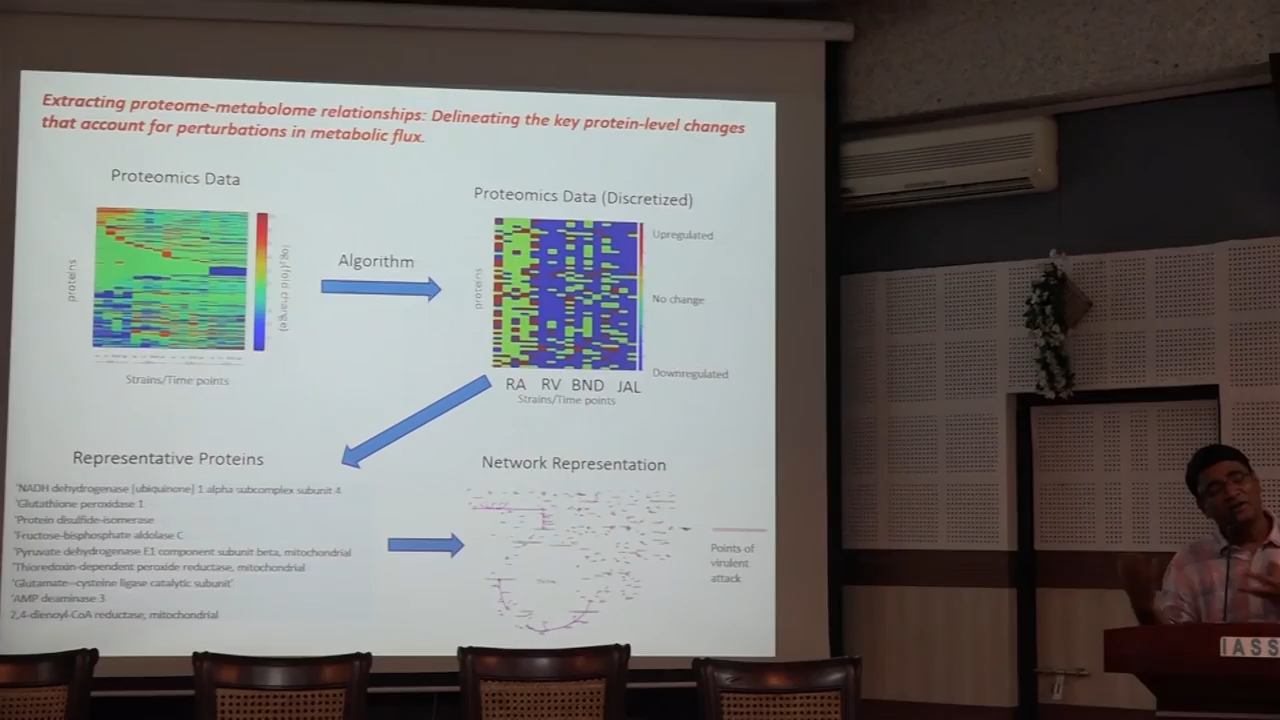 Extracting proteome-metabolome relationships: Delineating the key protein-level changes
that account for perturbations in metabolic flux.
Proteomics Data
proteins
log2(fold change)
Strains/Time points
Algorithm
Proteomics Data (Discretized)
proteins
Upregulated
No change
Downregulated
RA RV BND JAL
Strains/Time points
Representative Proteins
'NADH dehydrogenase [ubiquinone] 1 alpha subcomplex subunit 4
'Glutathione peroxidase 1
'Protein disulfide-isomerase
'Fructose-bisphosphate aldolase C
'Pyruvate dehydrogenase E1 component subunit beta, mitochondrial
'Thioredoxin-dependent peroxide reductase, mitochondrial
'Glutamate--cysteine ligase catalytic subunit'
'AMP deaminase 3
2,4-dienoyl-CoA reductase, mitochondrial
Network Representation
Points of
virulent
attack
IASS